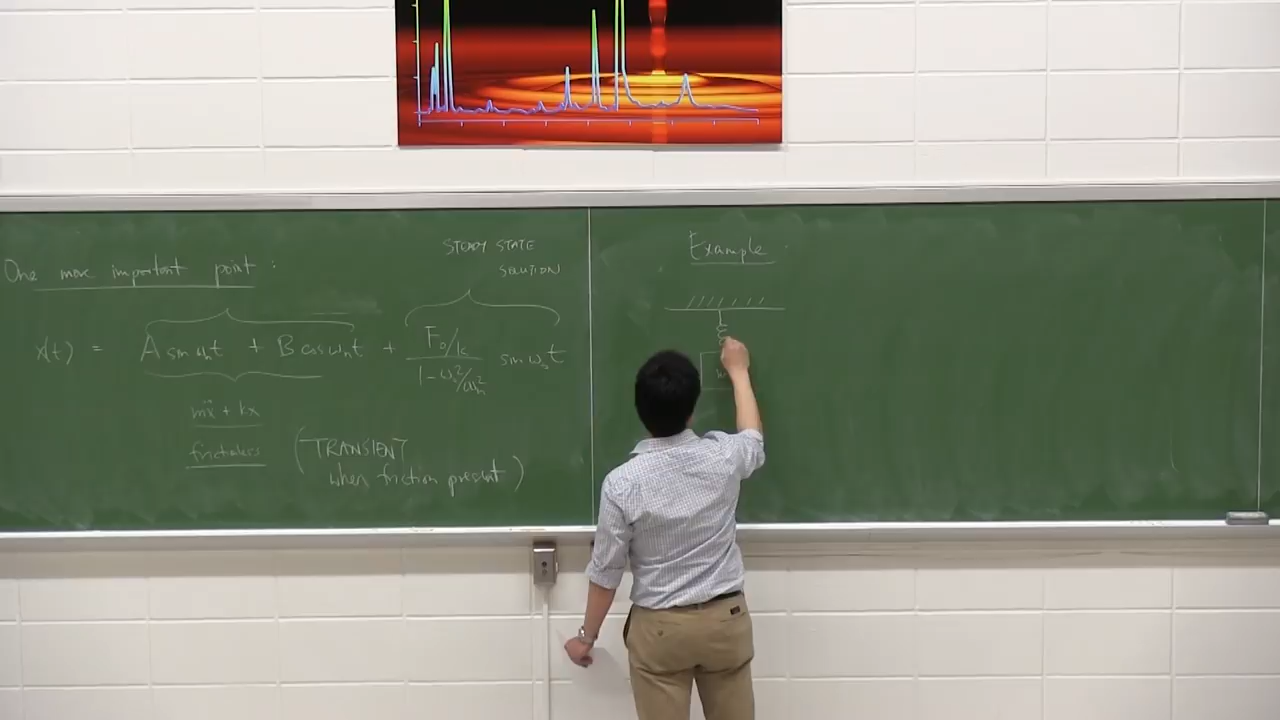 One more important point :
STEADY STATE
SOLUTION
x(t) = A sin ωnt + B cos ωnt + F0/k / 1 - ω0²/ωn² sin ω0t
mẍ + kx
frictionless
(TRANSIENT
when friction present)
Example :
m